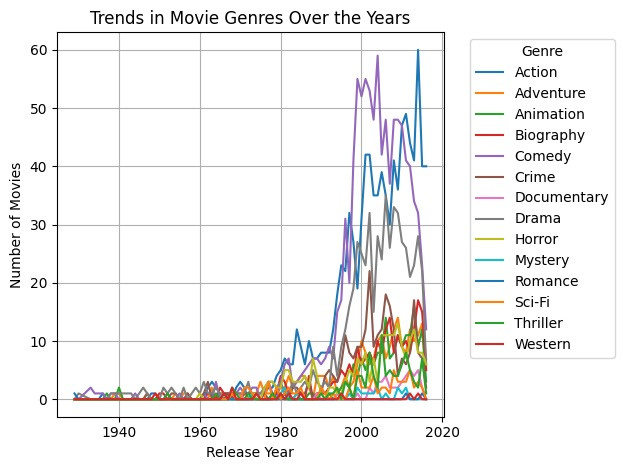 Trends in Movie Genres Over the Years
Number of Movies
60
50
40
30
20
10
0
1940
1960
1980
2000
2020
Release Year
Genre
Action
Adventure
Animation
Biography
Comedy
Crime
Documentary
Drama
Horror
Mystery
Romance
Sci-Fi
Thriller
Western